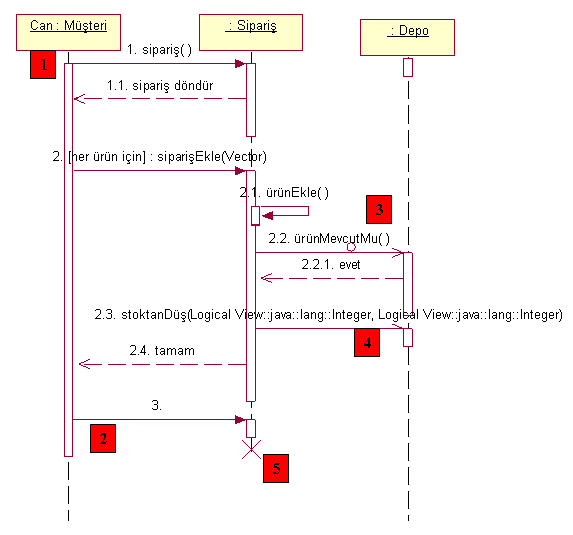 Can : Müşteri
: Sipariş
: Depo
1
1. sipariş( )
1.1. sipariş döndür
2. [her ürün için] : siparişEkle(Vector)
2.1. ürünEkle( )
3
2.2. ürünMevcutMu( )
2.2.1. evet
2.3. stoktanDüş(Logical View::java::lang::Integer, Logical View::java::lang::Integer)
4
2.4. tamam
3.
2
5